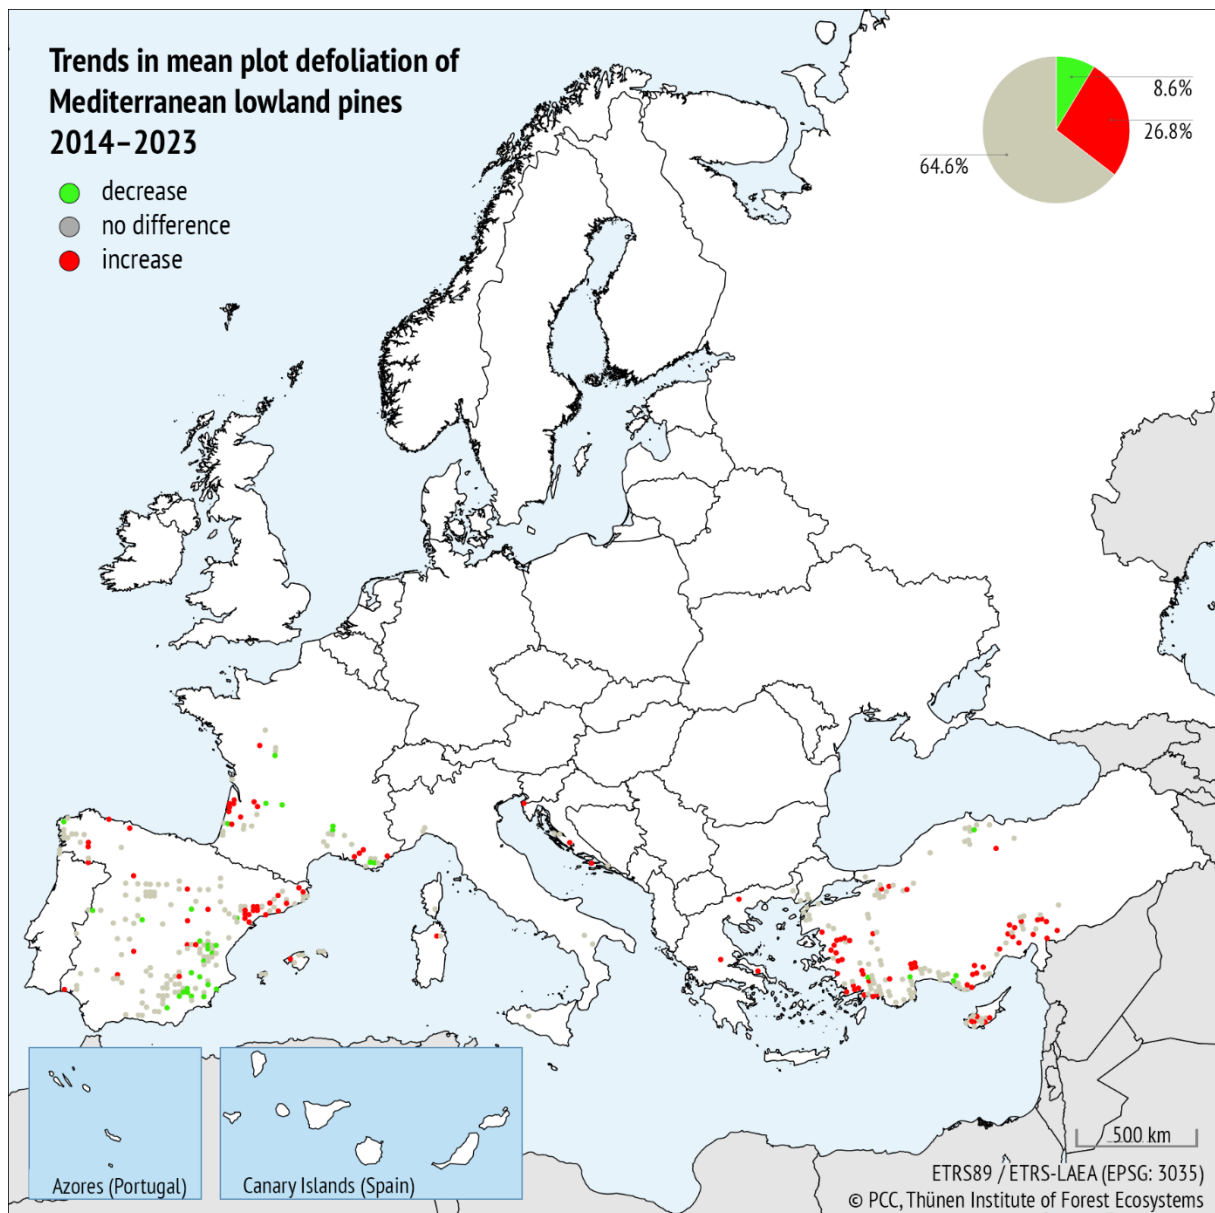 Trends in mean plot defoliation of
Mediterranean lowland pines
2014–2023
decrease
no difference
increase
8.6%
26.8%
64.6%
Azores (Portugal)
Canary Islands (Spain)
500 km
ETRS89 / ETRS-LAEA (EPSG: 3035)
© PCC, Thünen Institute of Forest Ecosystems